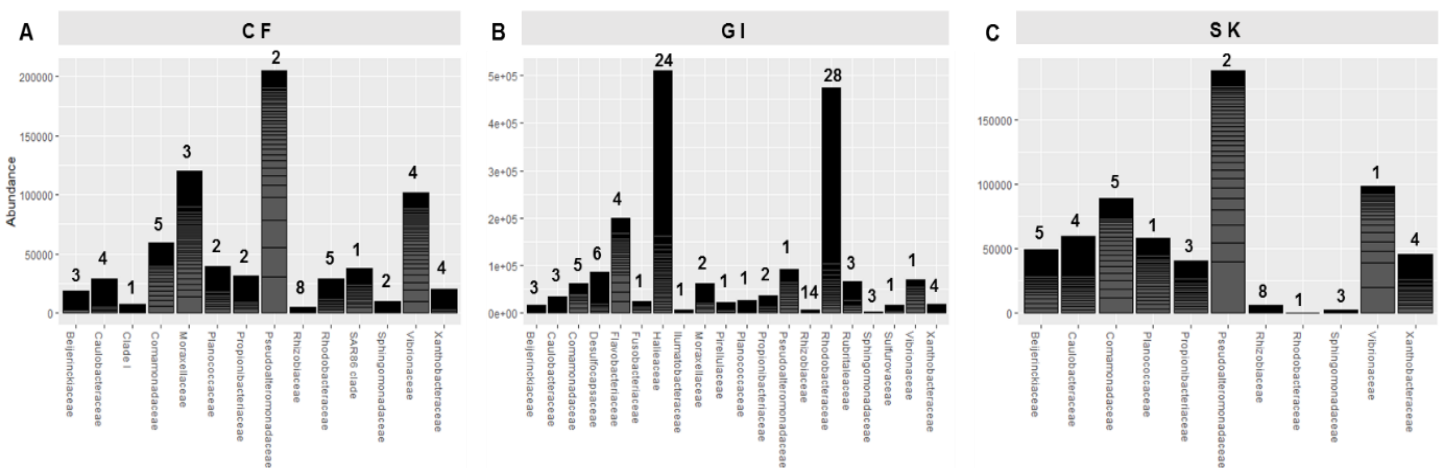 A
C F
B
G I
C
S K
Abundance
200000
150000
100000
50000
0
3
4
1
5
3
2
2
2
8
5
1
2
4
4
Beijerinckiaceae
Caulobacteraceae
Clade I
Comamonadaceae
Moraxellaceae
Planococcaceae
Propionibacteriaceae
Pseudoalteromonadaceae
Rhizobiaceae
Rhodobacteraceae
SAR86 clade
Sphingomonadaceae
Vibrionaceae
Xanthobacteraceae
5e+05
4e+05
3e+05
2e+05
1e+05
0e+00
3
3
5
6
4
1
24
1
2
1
1
2
1
14
28
3
3
1
1
4
Beijerinckiaceae
Caulobacteraceae
Comamonadaceae
Desulfocapsaceae
Flavobacteriaceae
Fusobacteriaceae
Halieaceae
Ilumatobacteraceae
Moraxellaceae
Pirellulaceae
Planococcaceae
Propionibacteriaceae
Pseudoalteromonadaceae
Rhizobiaceae
Rhodobacteraceae
Rubritaleaceae
Sphingomonadaceae
Sulfurovaceae
Vibrionaceae
Xanthobacteraceae
150000
100000
50000
0
5
4
5
1
3
2
8
1
3
1
4
Beijerinckiaceae
Caulobacteraceae
Comamonadaceae
Planococcaceae
Propionibacteriaceae
Pseudoalteromonadaceae
Rhizobiaceae
Rhodobacteraceae
Sphingomonadaceae
Vibrionaceae
Xanthobacteraceae